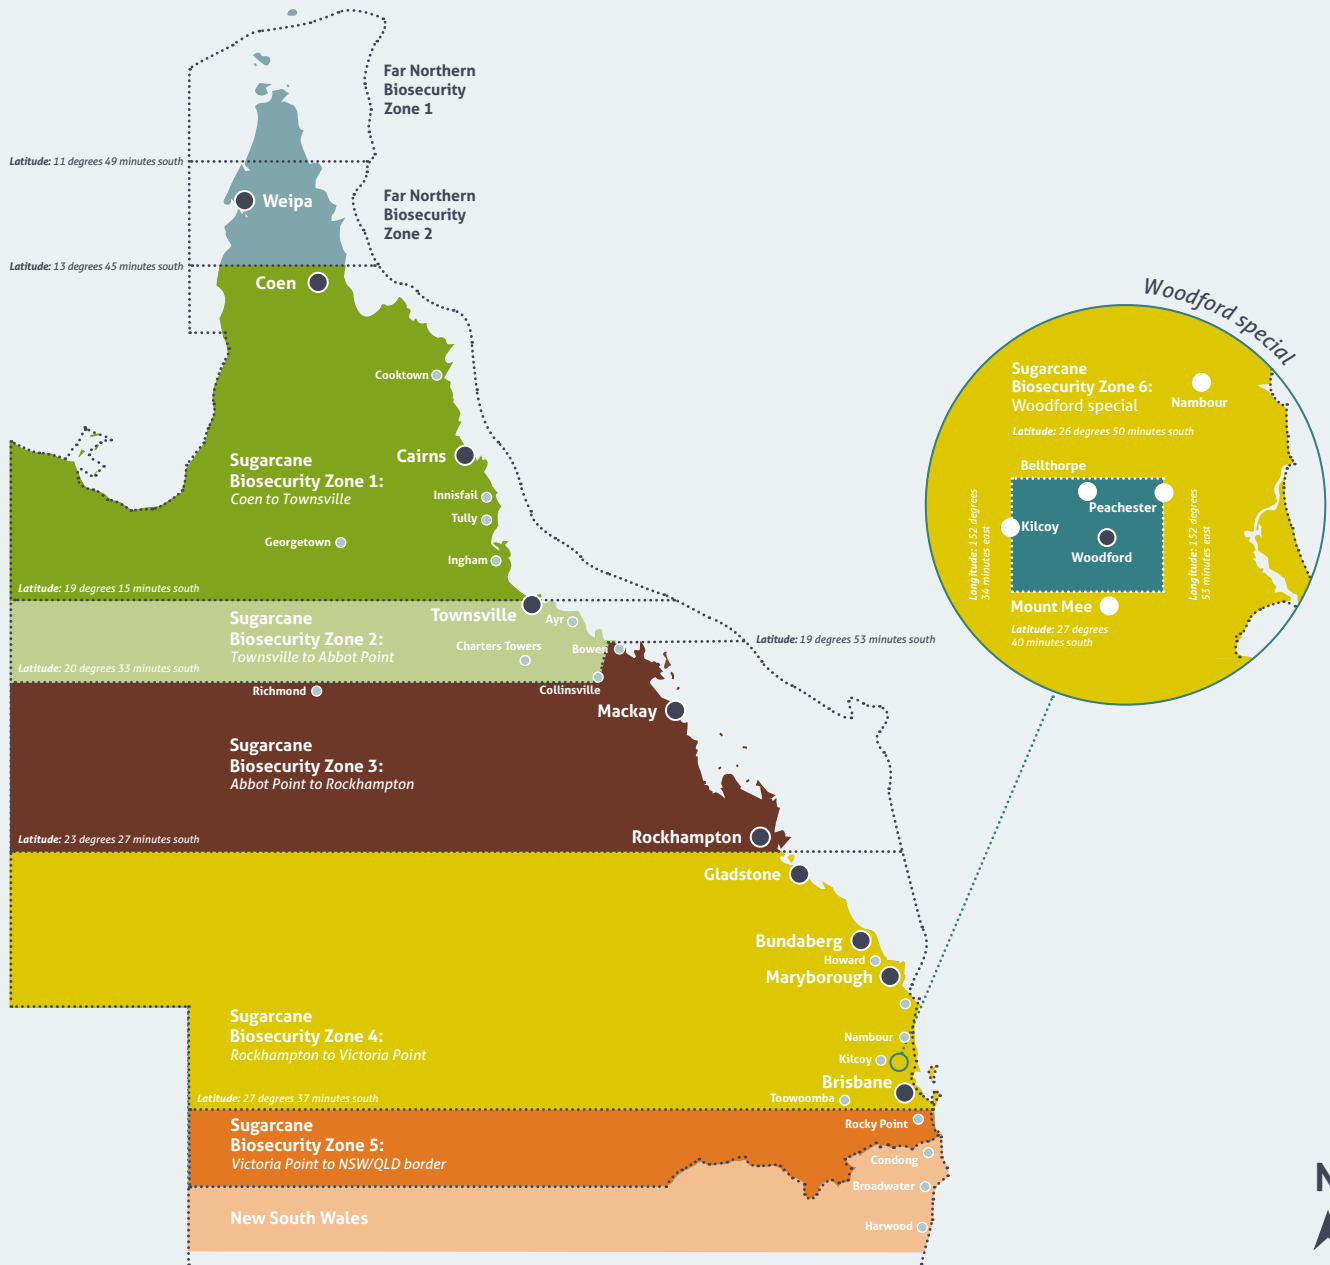 Far Northern
Biosecurity
Zone 1
Latitude: 11 degrees 49 minutes south
Far Northern
Biosecurity
Zone 2
Weipa
Latitude: 13 degrees 45 minutes south
Coen
Cooktown
Cairns
Sugarcane
Biosecurity Zone 1:
Coen to Townsville
Innisfail
Tully
Georgetown
Ingham
Latitude: 19 degrees 15 minutes south
Townsville
Ayr
Sugarcane
Biosecurity Zone 2:
Townsville to Abbot Point
Charters Towers
Bowen
Latitude: 19 degrees 53 minutes south
Latitude: 20 degrees 33 minutes south
Collinsville
Richmond
Mackay
Sugarcane
Biosecurity Zone 3:
Abbot Point to Rockhampton
Rockhampton
Latitude: 23 degrees 27 minutes south
Gladstone
Bundaberg
Howard
Maryborough
Sugarcane
Biosecurity Zone 4:
Rockhampton to Victoria Point
Nambour
Kilcoy
Brisbane
Toowoomba
Latitude: 27 degrees 37 minutes south
Sugarcane
Biosecurity Zone 5:
Victoria Point to NSW/QLD border
Rocky Point
Condong
Broadwater
New South Wales
Harwood
Woodford special
Sugarcane
Biosecurity Zone 6:
Woodford special
Nambour
Latitude: 26 degrees 50 minutes south
Bellthorpe
Peachester
Kilcoy
Woodford
Longitude: 152 degrees
34 minutes east
Longitude: 152 degrees
53 minutes east
Mount Mee
Latitude: 27 degrees
40 minutes south
N